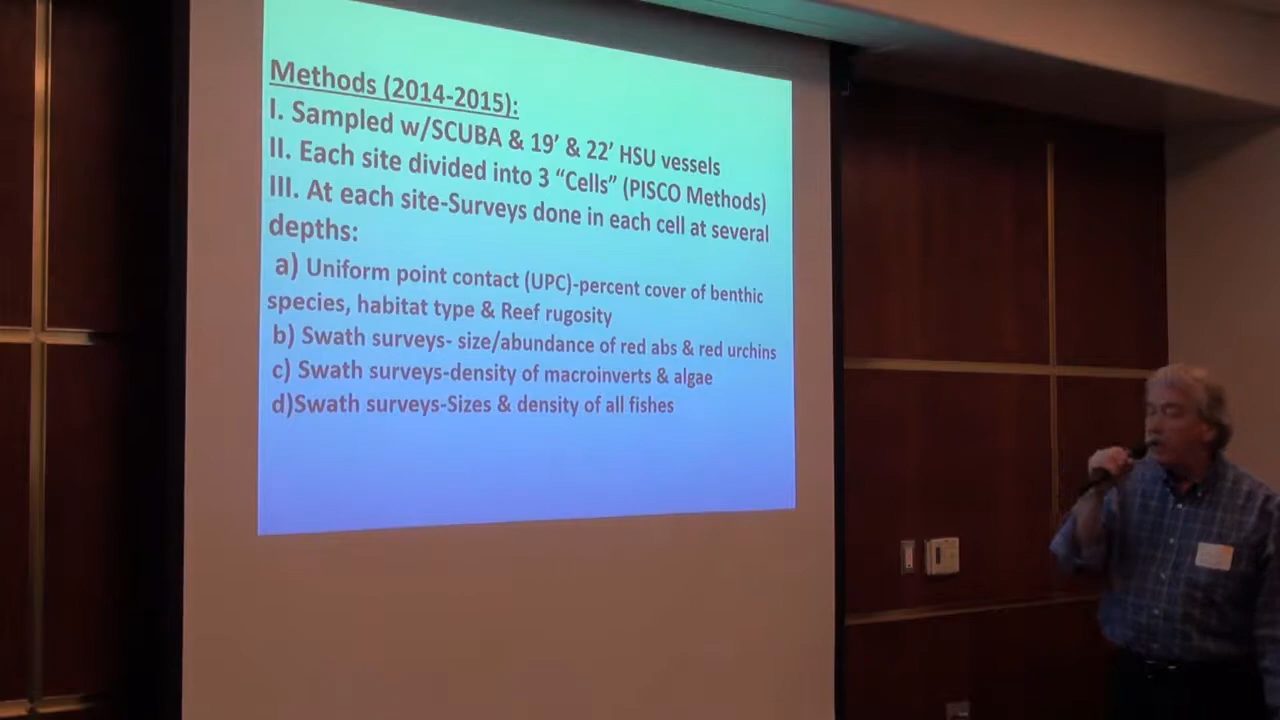 Methods (2014-2015):
I. Sampled w/SCUBA & 19' & 22' HSU vessels
II. Each site divided into 3 “Cells” (PISCO Methods)
III. At each site-Surveys done in each cell at several
depths:
a) Uniform point contact (UPC)-percent cover of benthic
species, habitat type & Reef rugosity
b) Swath surveys- size/abundance of red abs & red urchins
c) Swath surveys-density of macroinverts & algae
d)Swath surveys-Sizes & density of all fishes